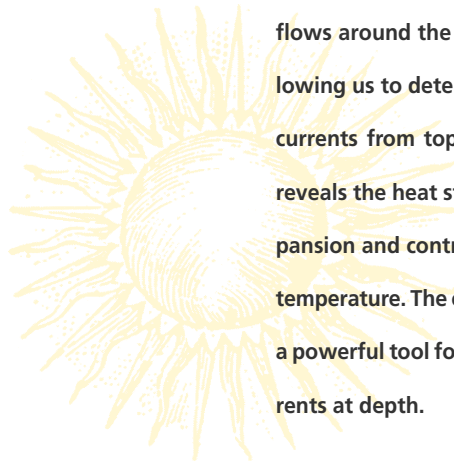 flows around the
lowing us to dete
currents from top
reveals the heat s
pansion and contr
temperature. The
a powerful tool fo
rents at depth.